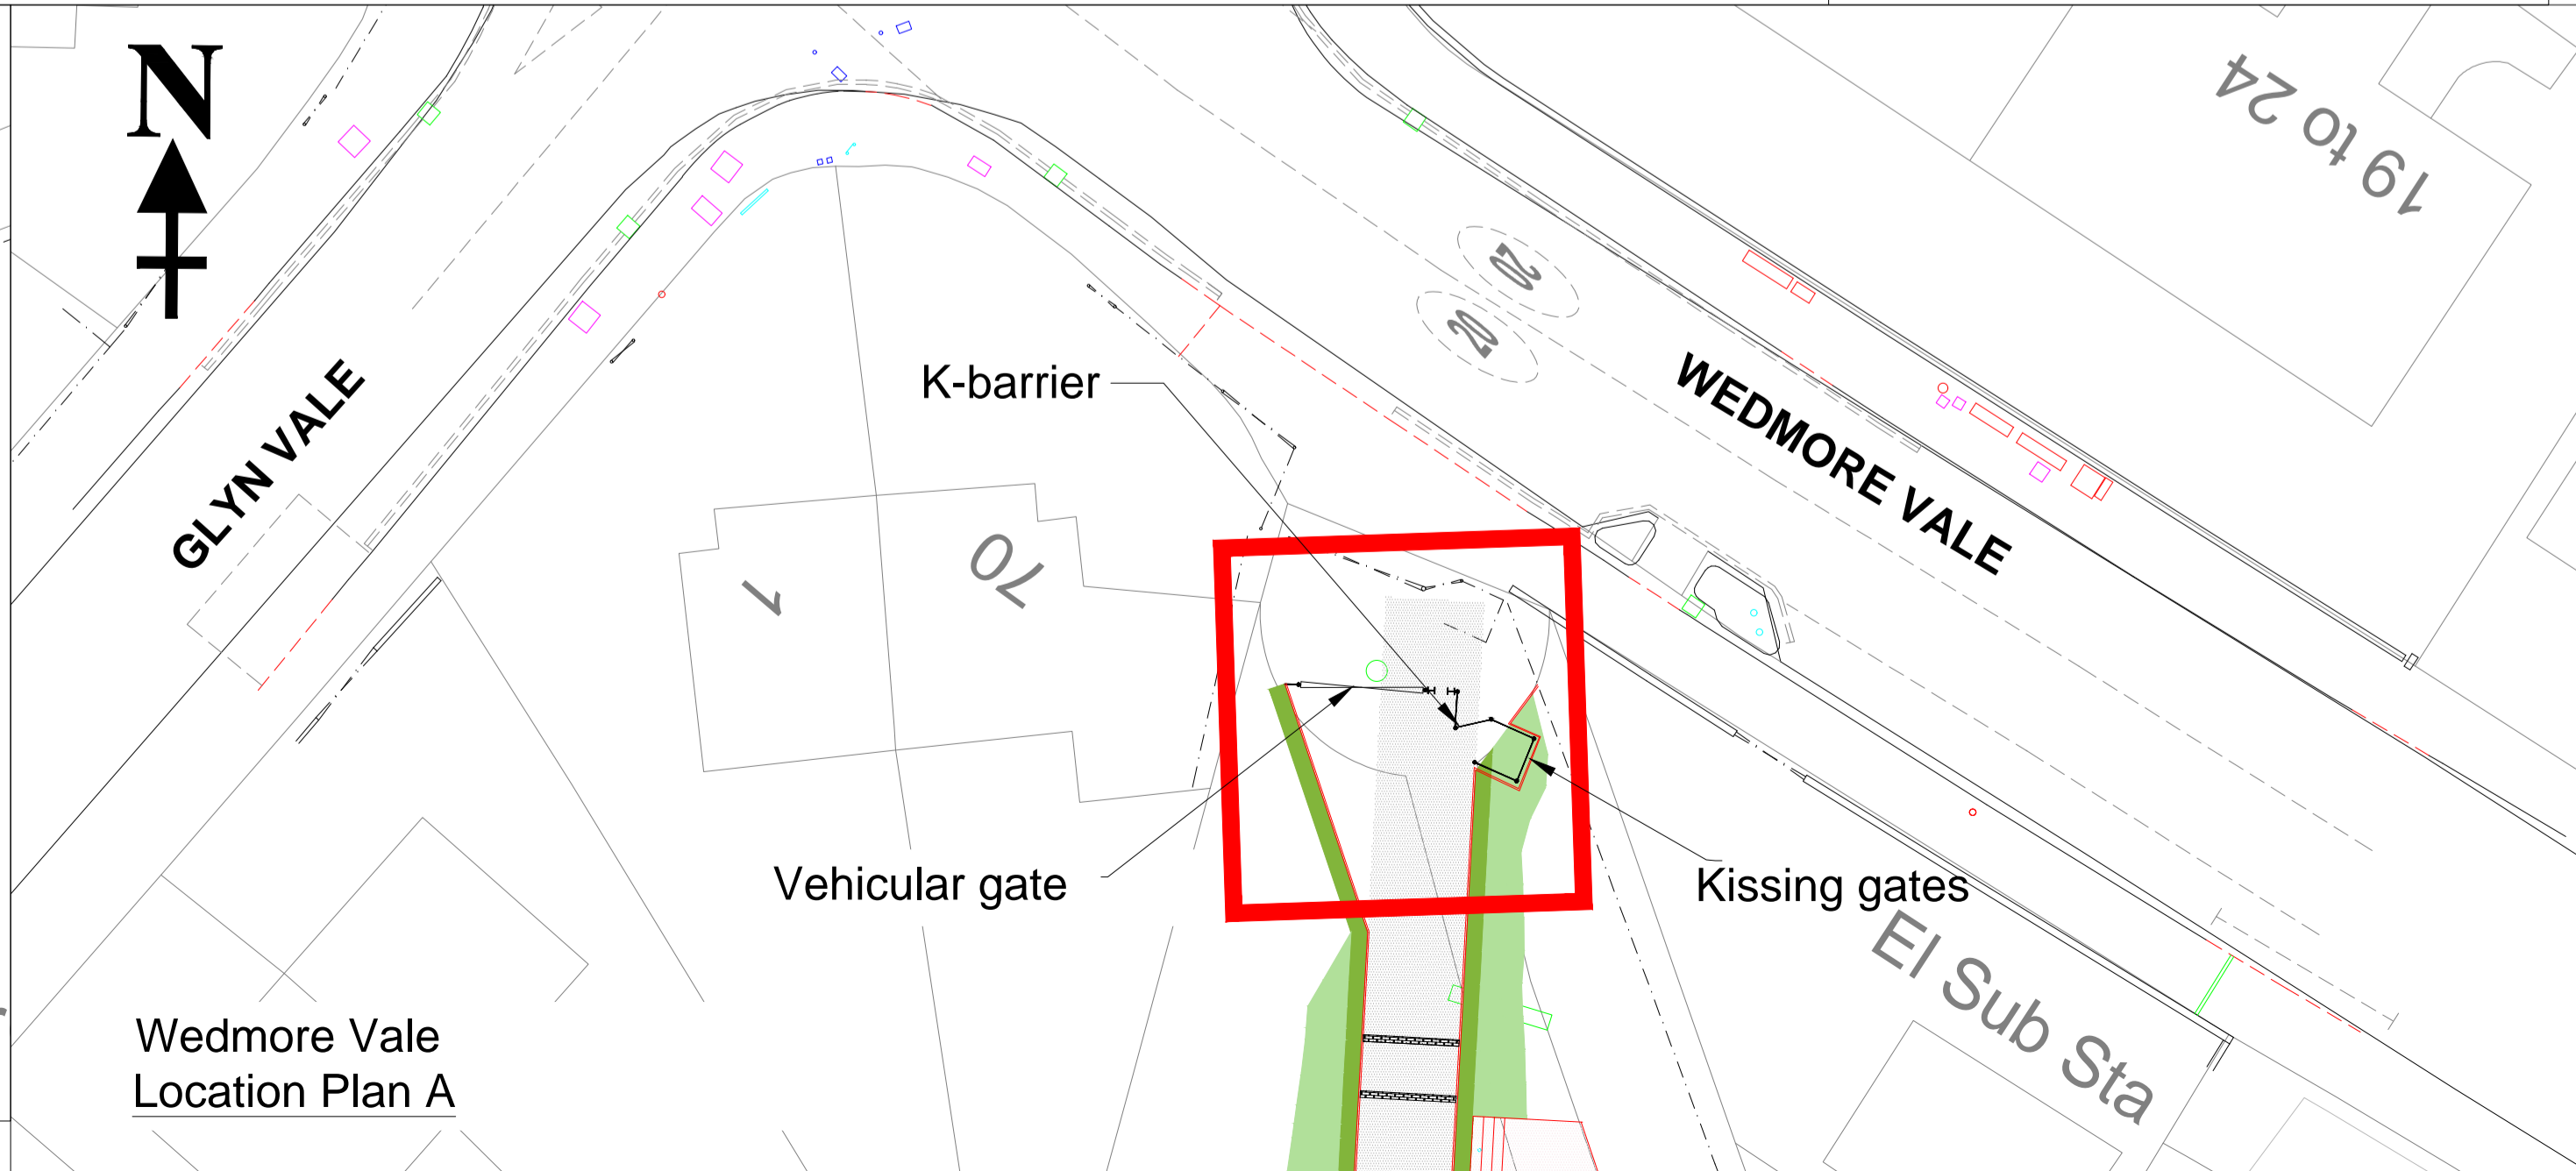 N
19 to 24
20
20
K-barrier
WEDMORE VALE
GLYN VALE
1
70
Vehicular gate
Kissing gates
El Sub Sta
Wedmore Vale
Location Plan A